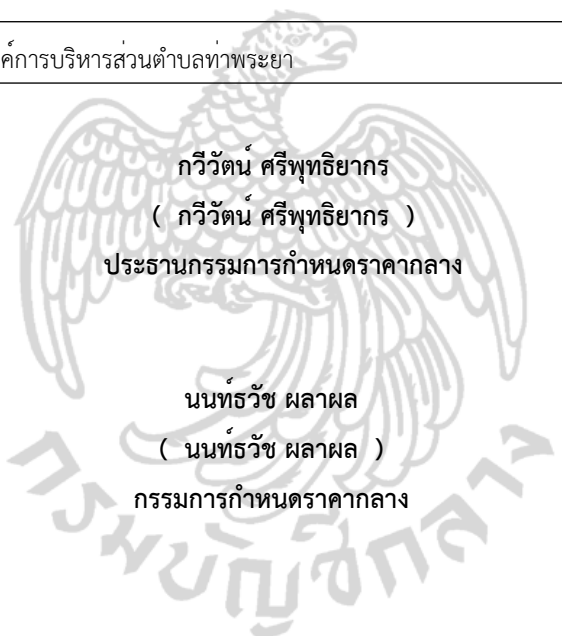 ค์การบริหารส่วนตำบลท่าพระยา
กวีวัตน์ ศรีพุทธิยากร
( กวีวัตน์ ศรีพุทธิยากร )
ประธานกรรมการกำหนดราคากลาง
นนท์ธวัช ผลาผล
( นนท์ธวัช ผลาผล )
กรรมการกำหนดราคากลาง
กรมบัญชีกลาง